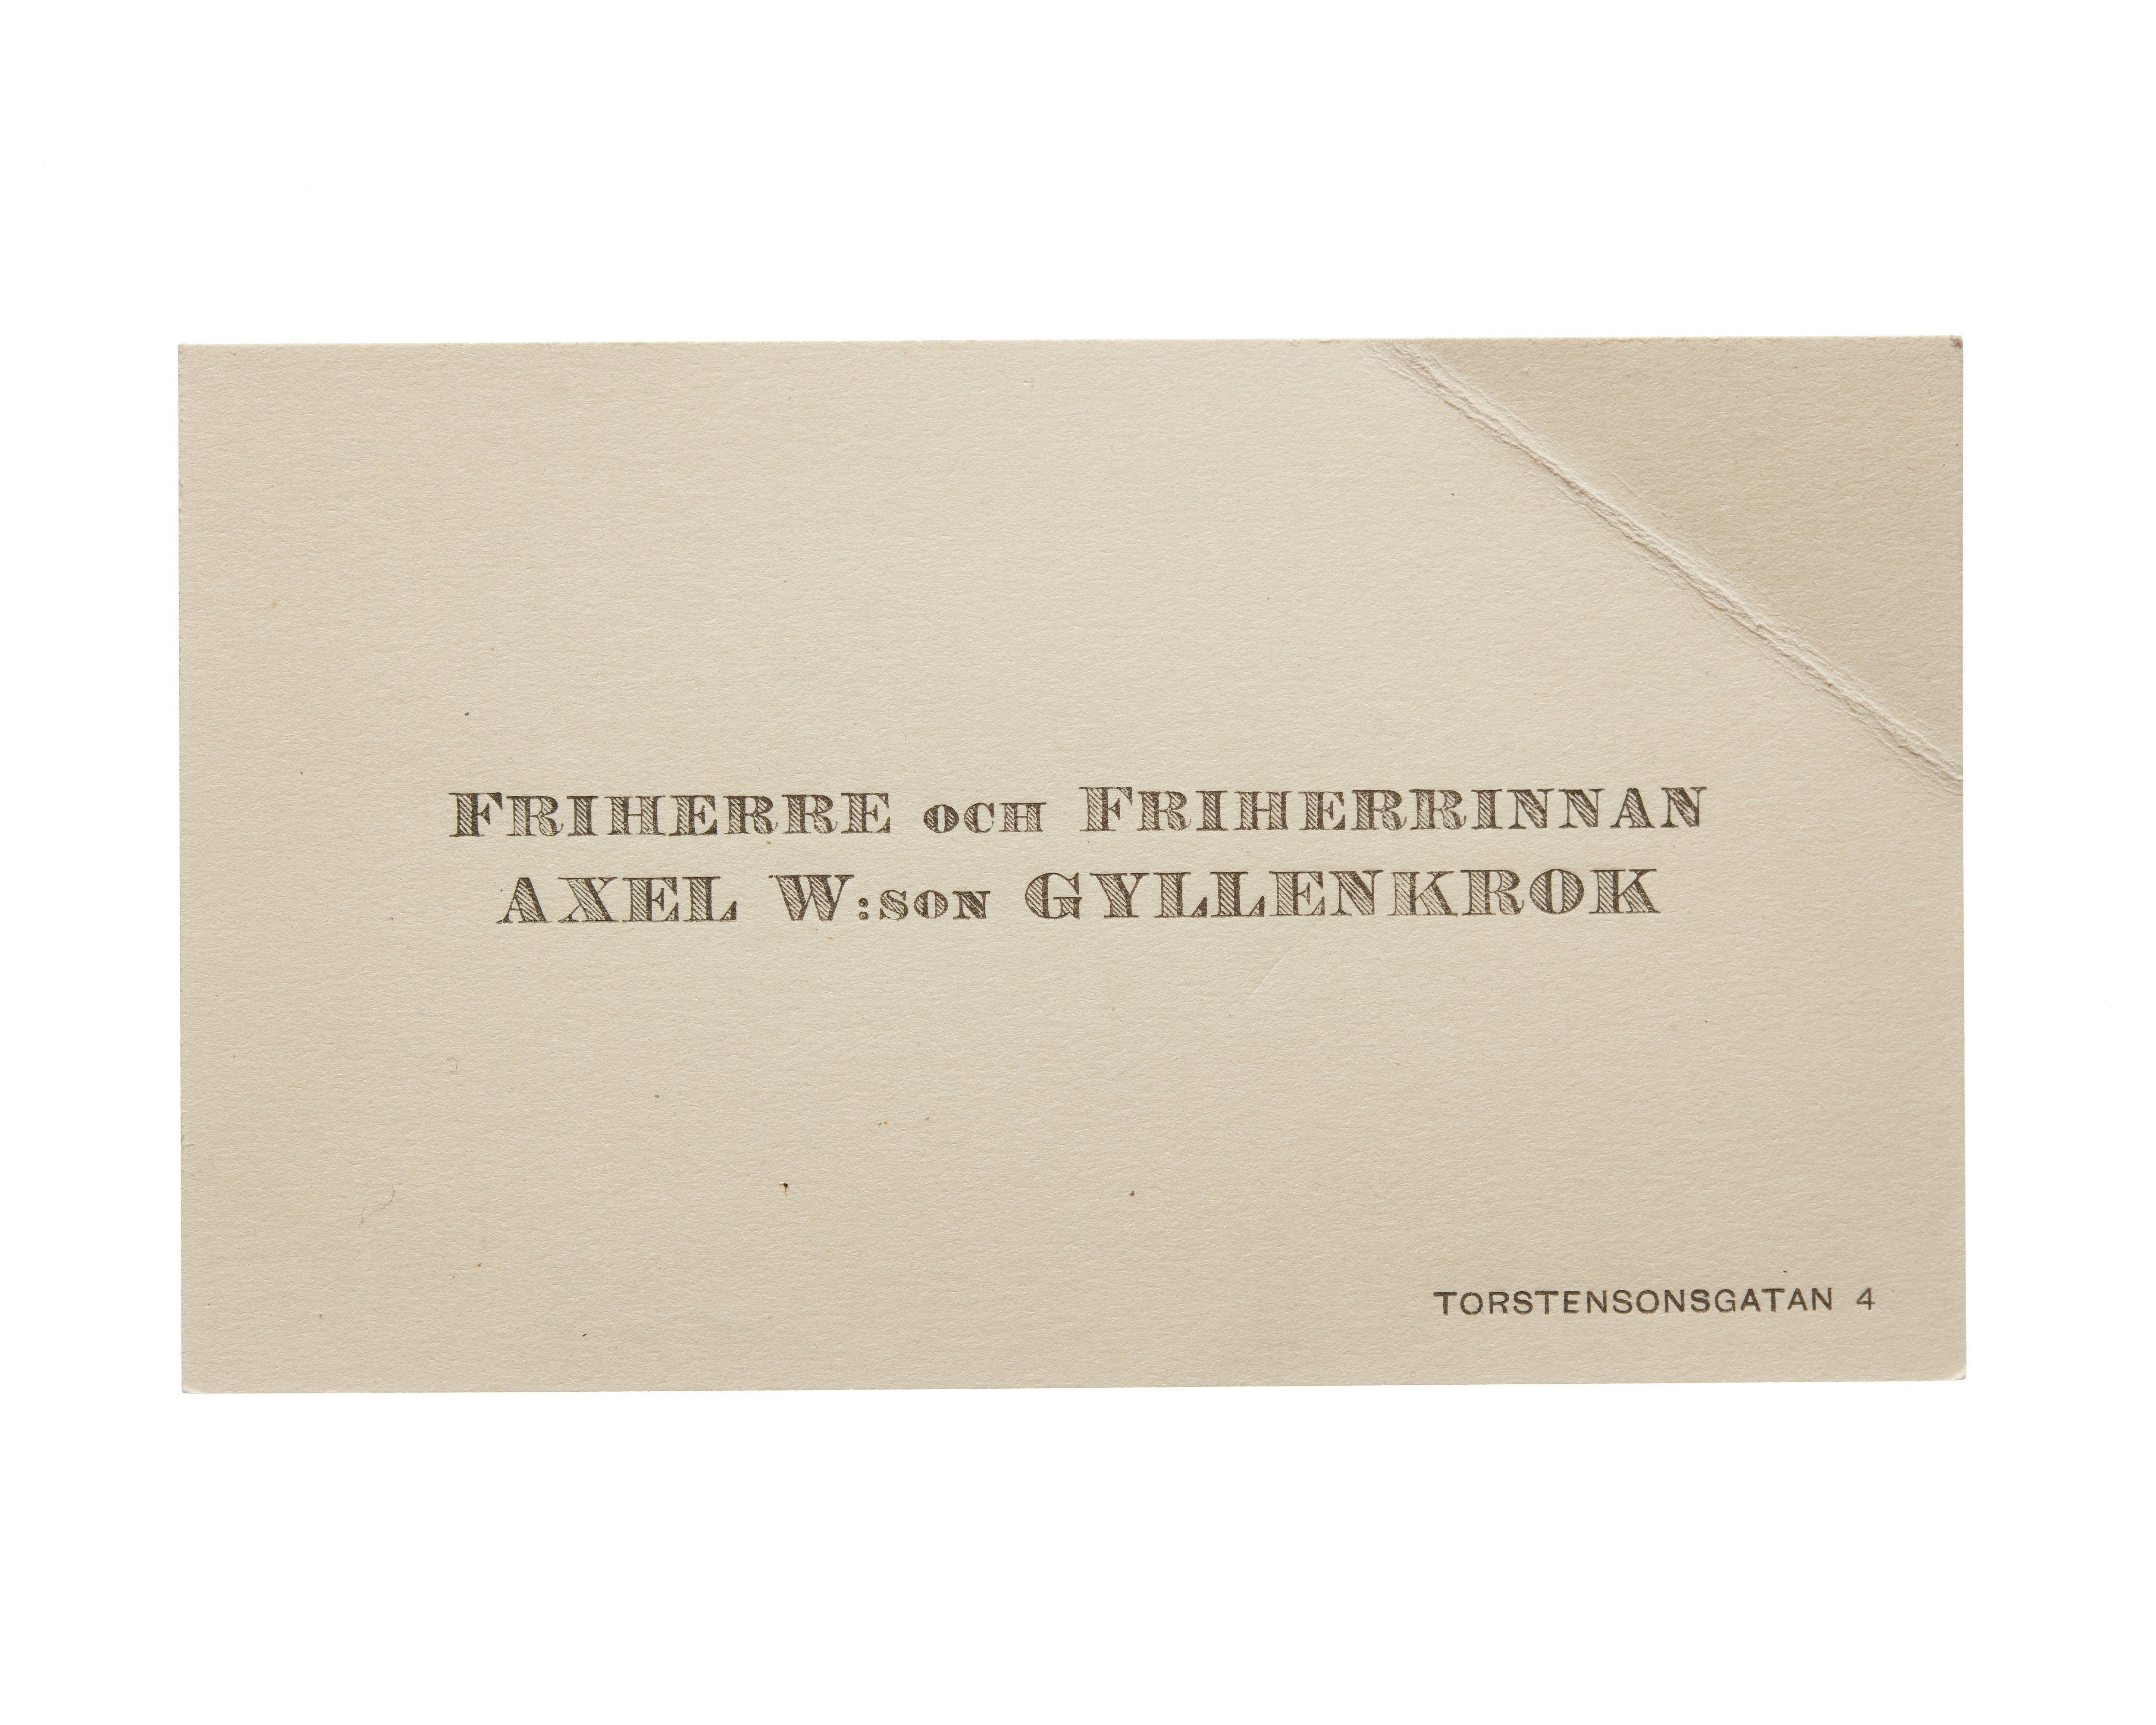 FRIHERRE OCH FRIHERRINNAN
AXEL W:SON GYLLENKROK
TORSTENSONSGATAN 4